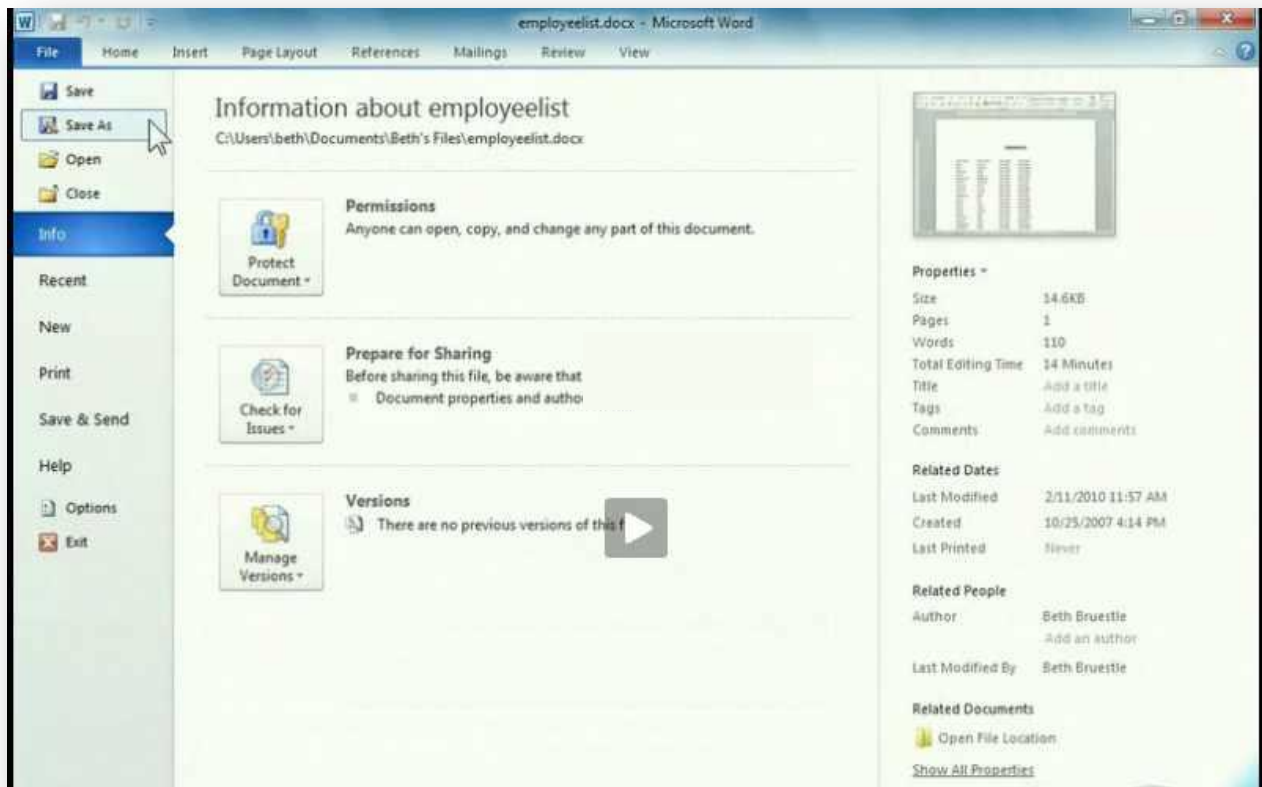 employeelist.docx - Microsoft Word
File Home Insert Page Layout References Mailings Review View
Save
Save As
Open
Close
Info
Recent
New
Print
Save & Send
Help
Options
Exit
Information about employeelist
C:\Users\beth\Documents\Beth's Files\employeelist.docx
Protect
Document
Permissions
Anyone can open, copy, and change any part of this document.
Check for
Issues
Prepare for Sharing
Before sharing this file, be aware that
Document properties and autho
Manage
Versions
Versions
There are no previous versions of this f
Properties
Size 14.6KB
Pages 1
Words 110
Total Editing Time 14 Minutes
Title Add a title
Tags Add a tag
Comments Add comments
Related Dates
Last Modified 2/11/2010 11:57 AM
Created 10/25/2007 4:14 PM
Last Printed Never
Related People
Author Beth Bruestle
Add an author
Last Modified By Beth Bruestle
Related Documents
Open File Location
Show All Properties